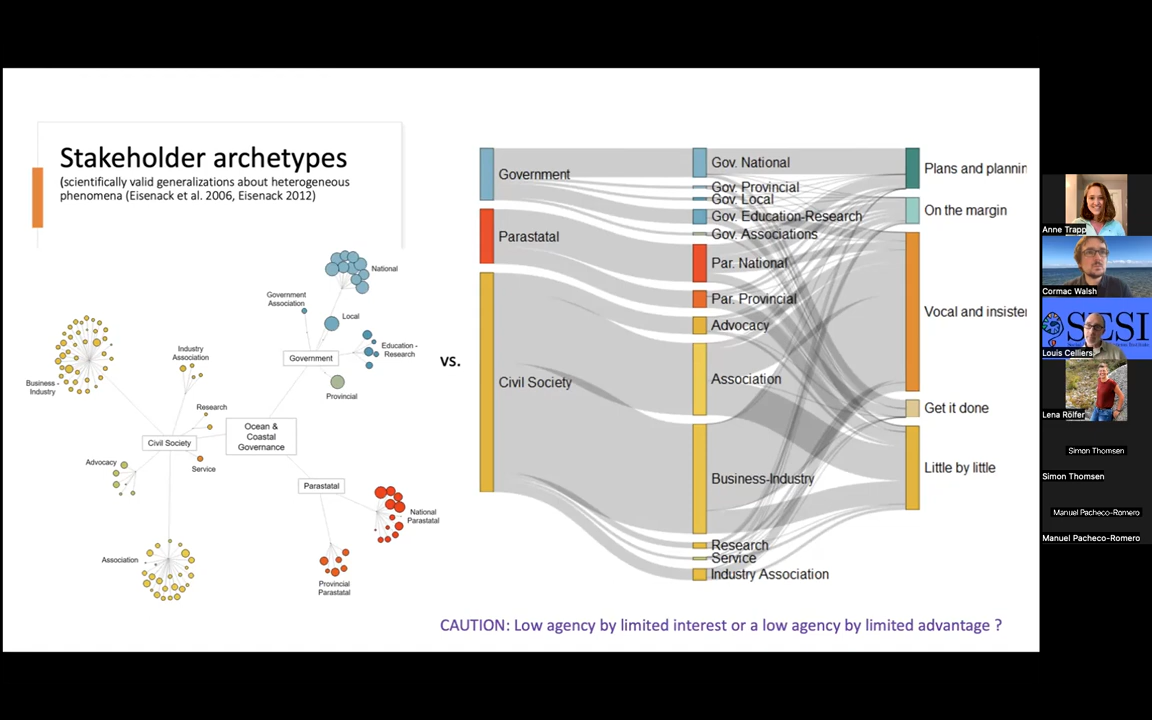 Stakeholder archetypes
(scientifically valid generalizations about heterogeneous
phenomena (Eisenack et al. 2006, Eisenack 2012)
National
Government
Association
Local
Education -
Research
Government
Provincial
Industry
Association
Business -
Industry
Research
Civil Society
Ocean &
Coastal
Governance
Service
Advocacy
Parastatal
National
Parastatal
Association
Provincial
Parastatal
vs.
Government
Parastatal
Civil Society
Gov. National
Gov. Provincial
Gov. Local
Gov. Education-Research
Gov. Associations
Par. National
Par. Provincial
Advocacy
Association
Business-Industry
Research
Service
Industry Association
Plans and plannin
On the margin
Vocal and insister
Get it done
Little by little
CAUTION: Low agency by limited interest or a low agency by limited advantage ?
Anne Trapp
Cormac Walsh
SESI
Louis Celliers
Lena Rölfer
Simon Thomsen
Simon Thomsen
Manuel Pacheco-Romero
Manuel Pacheco-Romero